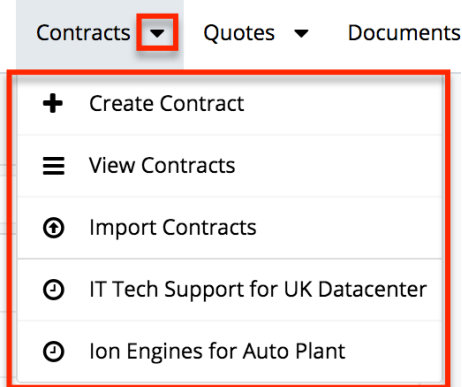 Contracts Quotes Documents
Create Contract
View Contracts
Import Contracts
IT Tech Support for UK Datacenter
Ion Engines for Auto Plant